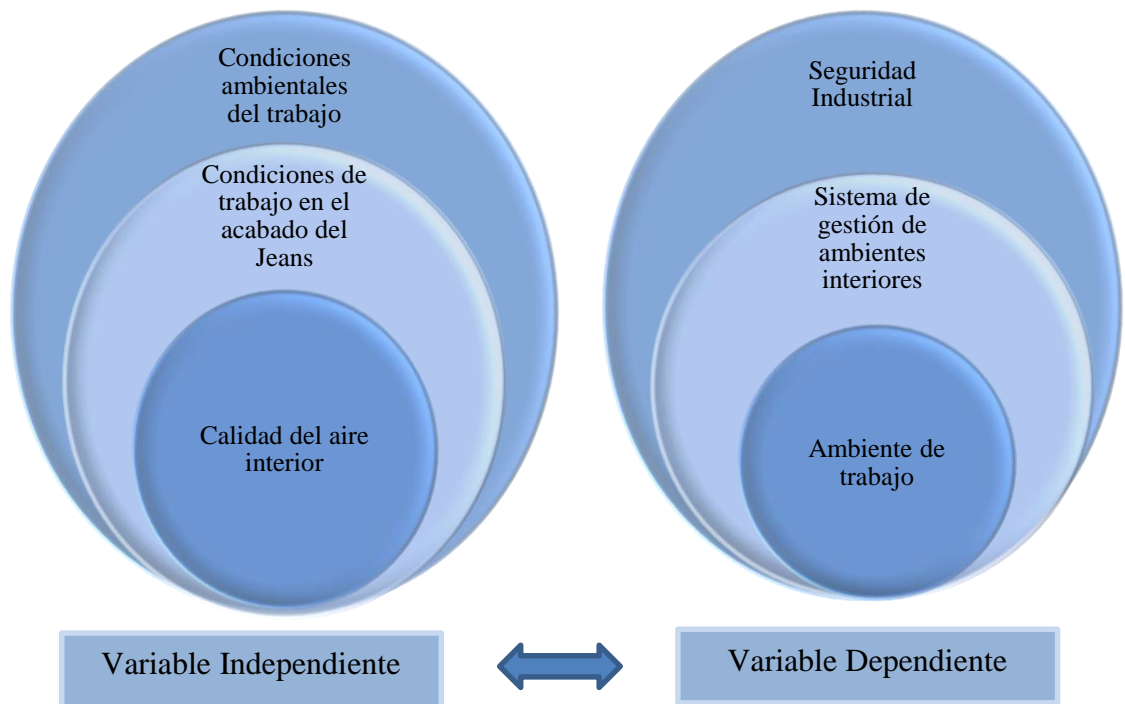 Condiciones
ambientales
del trabajo
Condiciones de
trabajo en el
acabado del
Jeans
Calidad del aire
interior
Variable Independiente
Seguridad
Industrial
Sistema de
gestión de
ambientes
interiores
Ambiente de
trabajo
Variable Dependiente